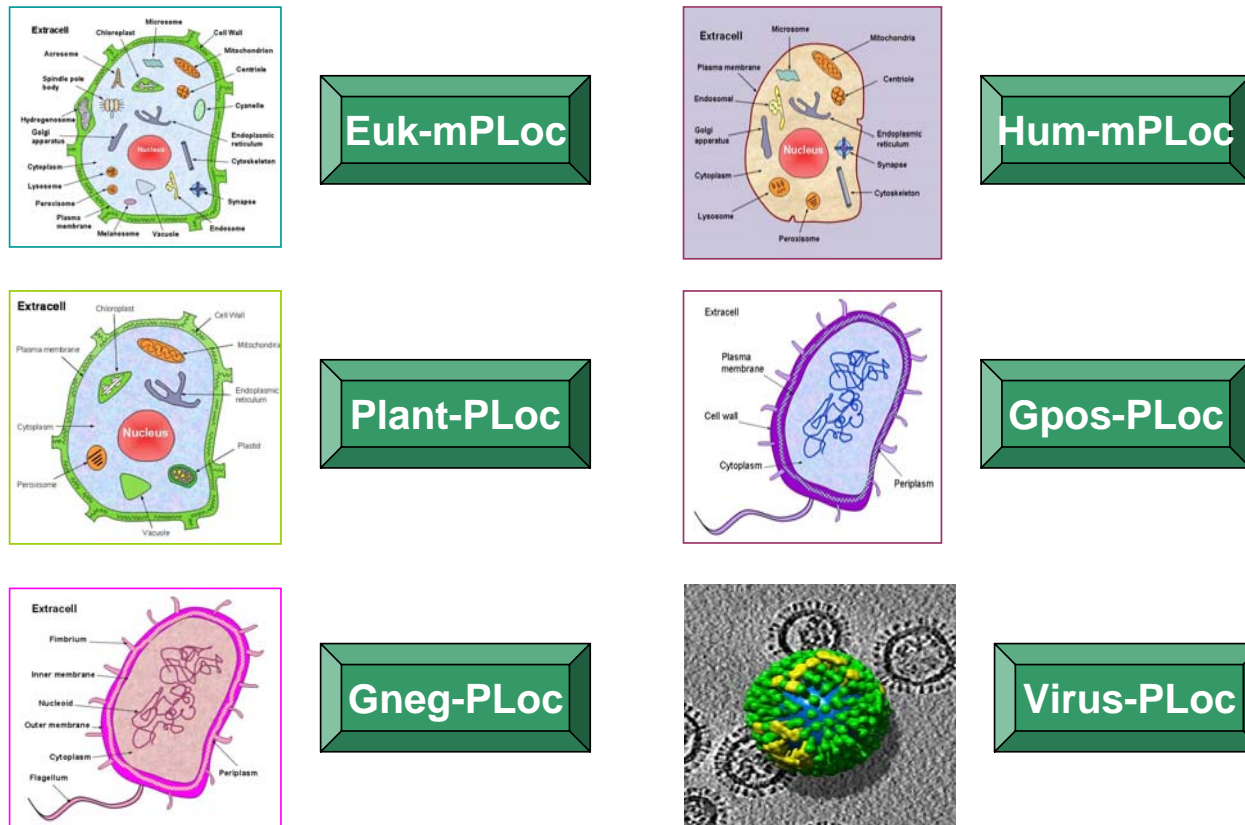 Extracell
Microsome
Chloroplast
Cell Wall
Acrosome
Mitochondrion
Spindle pole
body
Centriole
Cyanelle
Hydrogenosome
Golgi
apparatus
Endoplasmic
reticulum
Nucleus
Cytoplasm
Cytoskeleton
Lysosome
Peroxisome
Synapse
Plasma
membrane
Melanosome
Vacuole
Endosome
Euk-mPLoc
Extracell
Microsome
Mitochondria
Plasma membrane
Centriole
Endosomal
Golgi
apparatus
Endoplasmic
reticulum
Nucleus
Synapse
Cytoplasm
Cytoskeleton
Lysosome
Peroxisome
Hum-mPLoc
Extracell
Chloroplast
Cell Wall
Plasma membrane
Mitochondria
Endoplasmic
reticulum
Cytoplasm
Nucleus
Plastid
Peroxisome
Vacuole
Plant-PLoc
Extracell
Plasma
membrane
Cell wall
Cytoplasm
Periplasm
Gpos-PLoc
Extracell
Fimbrium
Inner membrane
Nucleoid
Outer membrane
Cytoplasm
Periplasm
Flagellum
Gneg-PLoc
Virus-PLoc